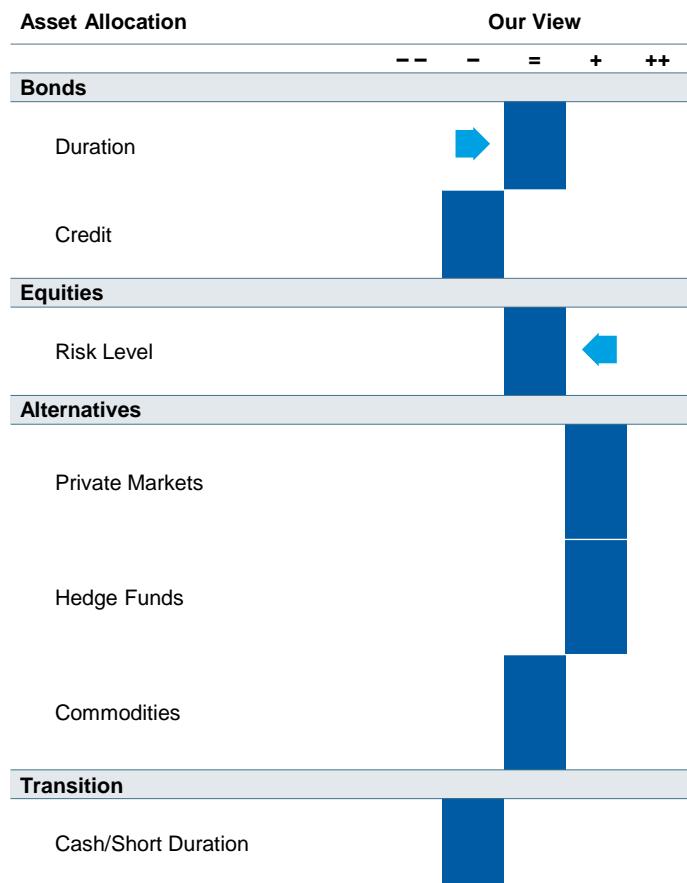 Asset Allocation Our View
– – – = + ++
Bonds
Duration
Credit
Equities
Risk Level
Alternatives
Private Markets
Hedge Funds
Commodities
Transition
Cash/Short Duration